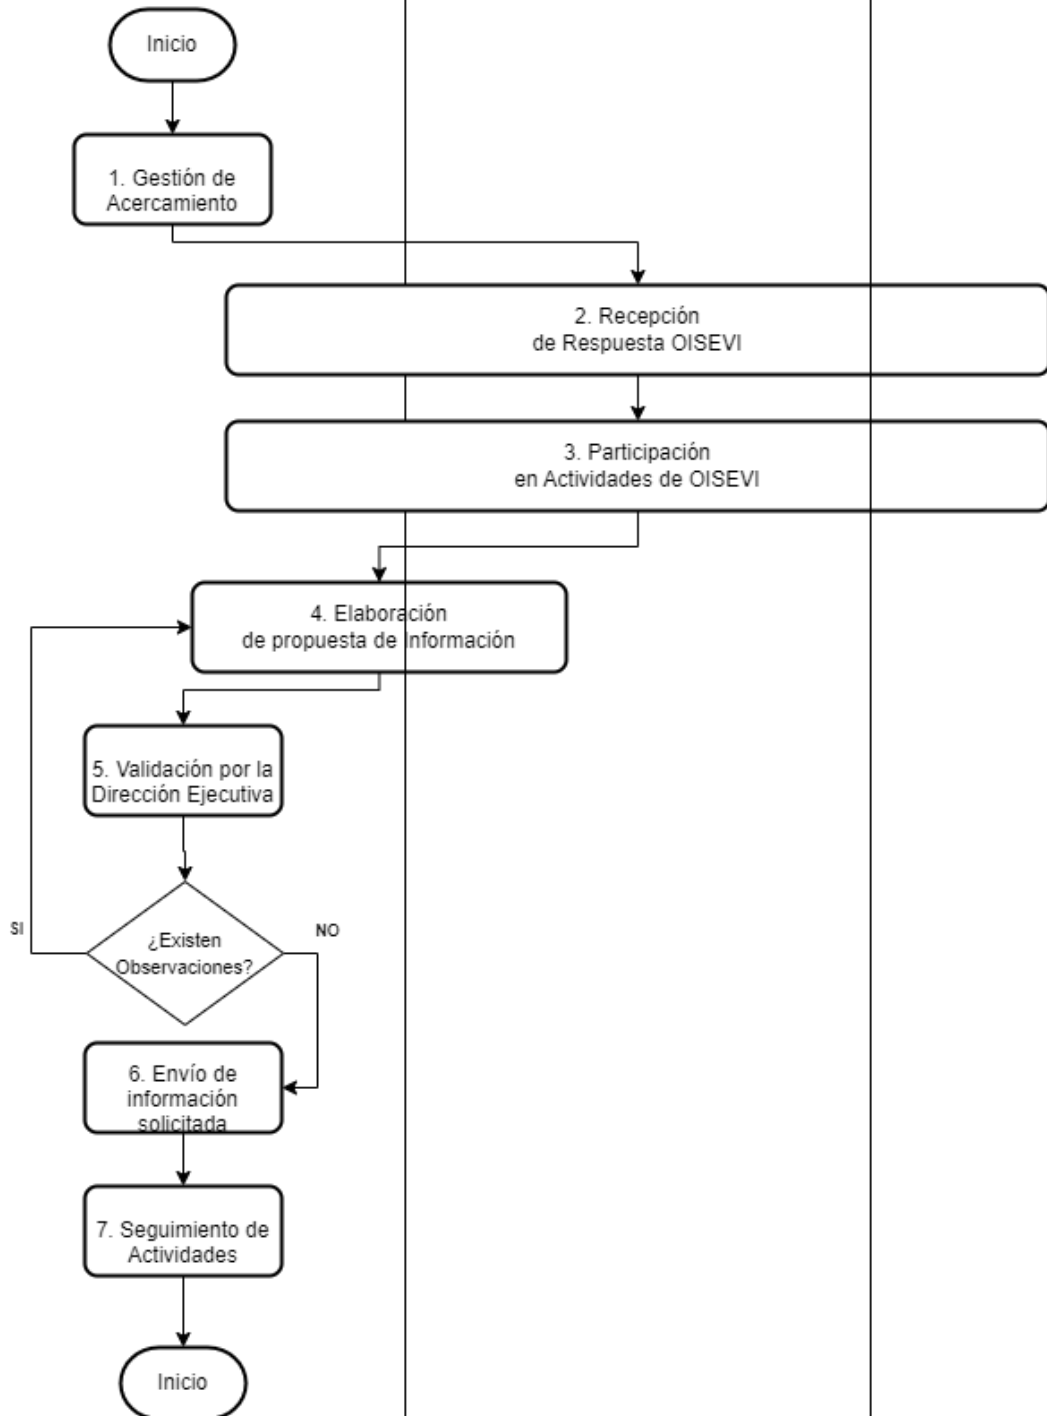 Inicio
1. Gestión de
Acercamiento
2. Recepción
de Respuesta OISEVI
3. Participación
en Actividades de OISEVI
4. Elaboración
de propuesta de Información
5. Validación por la
Dirección Ejecutiva
SI
NO
¿Existen
Observaciones?
6. Envío de
información
solicitada
7. Seguimiento de
Actividades
Inicio